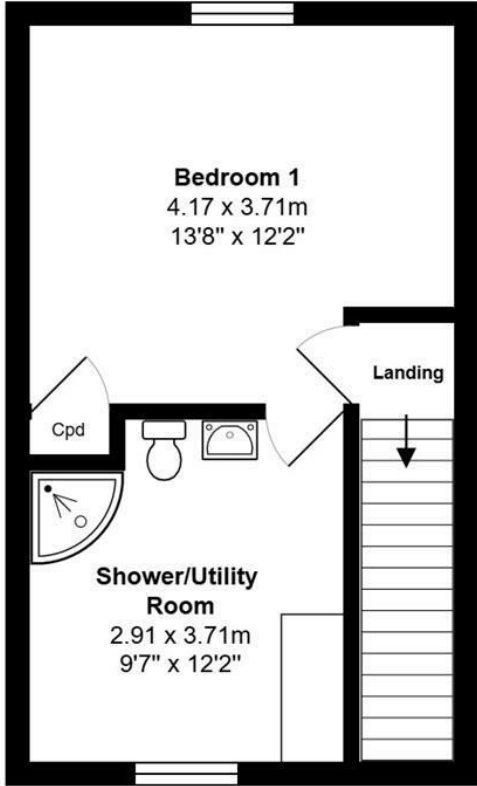 Bedroom 1
4.17 x 3.71m
13'8" x 12'2"
Landing
Cpd
Shower/Utility
Room
2.91 x 3.71m
9'7" x 12'2"